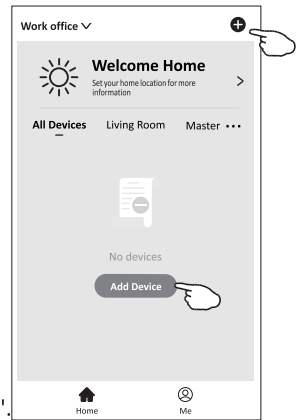 Work office
Welcome Home
Set your home location for more
information
All Devices Living Room Master •••
No devices
Add Device
Home Me
'.